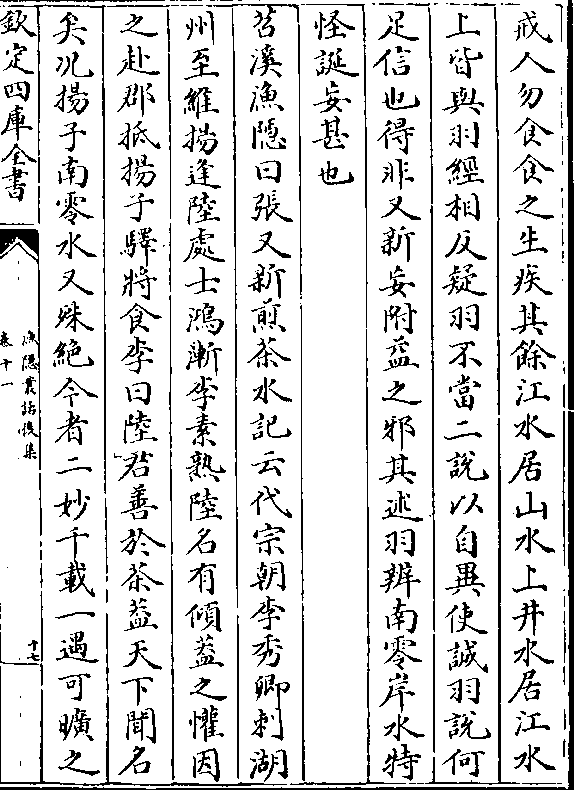 戒人勿食食之生疾其餘江水居山水上井水居江水
上皆與羽經相反疑羽不當二說以自異使誠羽說何
足信也得非又新妄附益之邪其述羽辨南零岸水特
怪誕妄甚也
苕溪漁隱曰張又新煎茶水記云代宗朝李秀卿刺湖
州至維揚逢陸處士鴻漸李素熟陸名有傾蓋之懽因
之赴郡抵揚子驛將食李曰陸君善於茶葢天下聞名
矣况揚子南零水又殊絶今者二妙千載一遇可曠之
欽定四庫全書
漁隱叢話後集
卷十一
十七